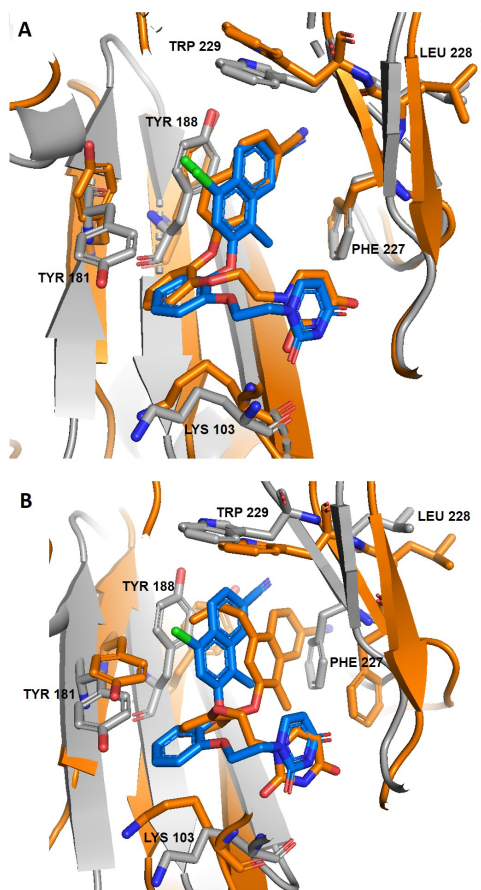 A
TRP 229
LEU 228
TYR 188
PHE 227
TYR 181
LYS 103
B
TRP 229
LEU 228
TYR 188
PHE 227
TYR 181
LYS 103